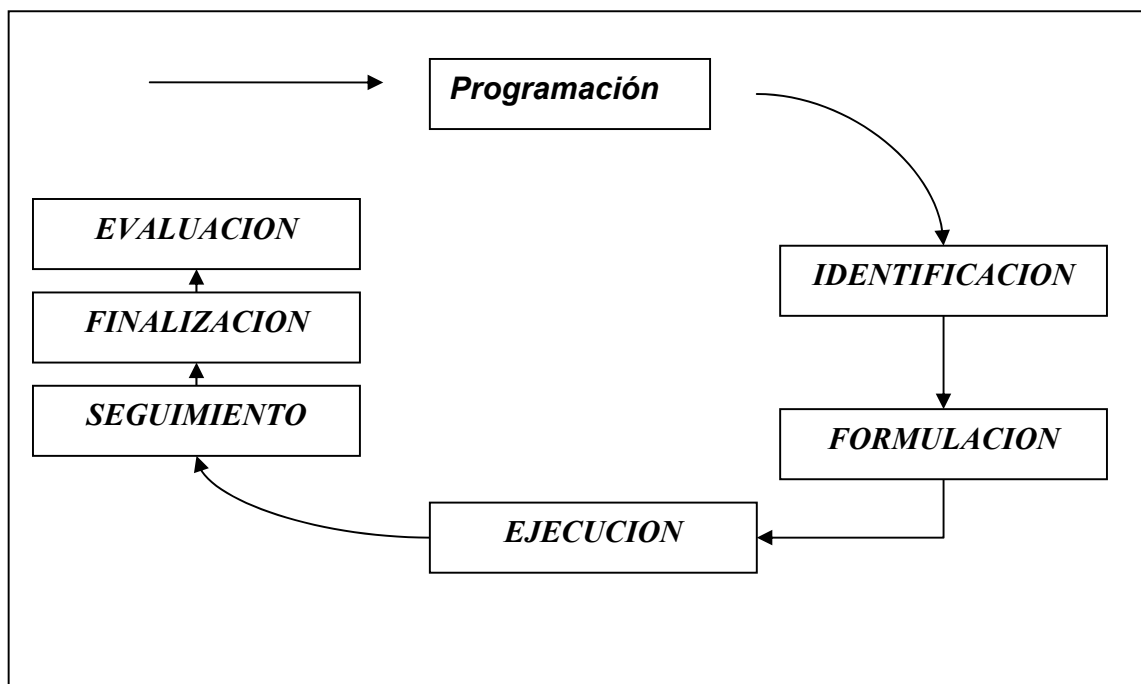 Programación
IDENTIFICACION
FORMULACION
EJECUCION
SEGUIMIENTO
FINALIZACION
EVALUACION